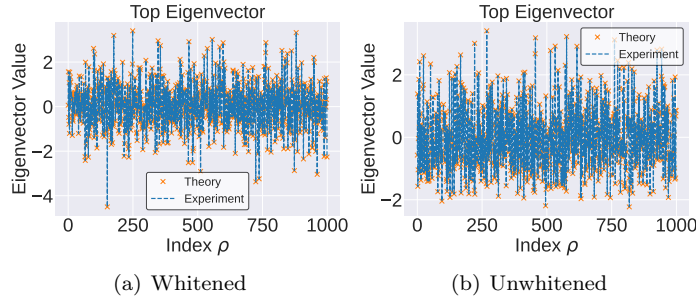 Top Eigenvector
Eigenvector Value
2
0
−2
−4
Theory
Experiment
0 250 500 750 1000
Index ρ
(a) Whitened
Top Eigenvector
Eigenvector Value
2
0
−2
Theory
Experiment
0 250 500 750 1000
Index ρ
(b) Unwhitened